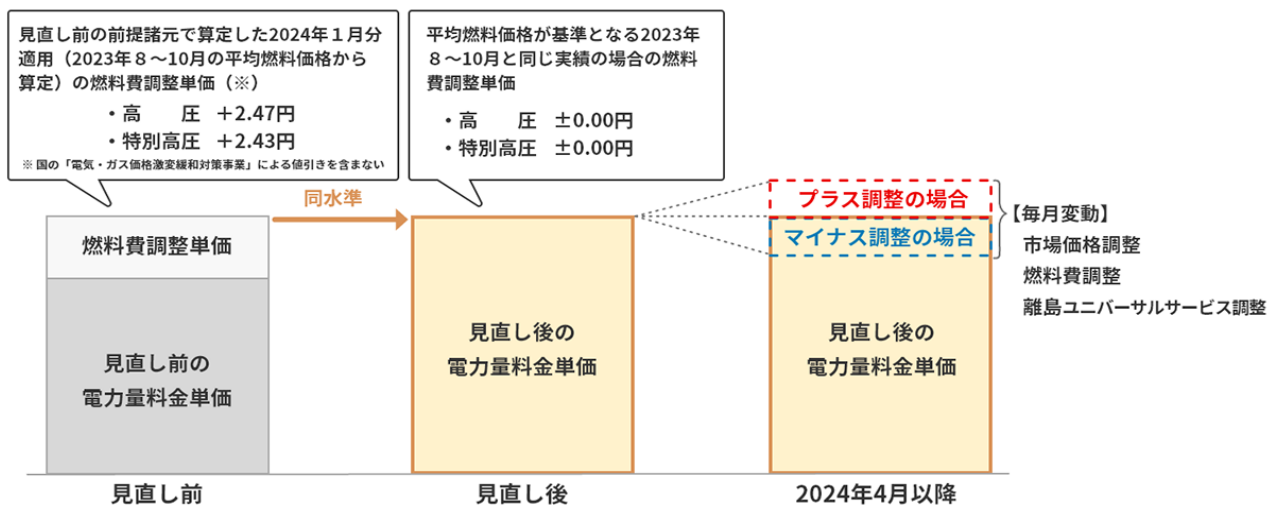 見直し前の前提諸元で算定した2024年１月分
適用（2023年８～10月の平均燃料価格から
算定）の燃料費調整単価（※）
・高　　圧　＋2.47円
・特別高圧　＋2.43円
※ 国の「電気・ガス価格激変緩和対策事業」による値引きを含まない
平均燃料価格が基準となる2023年
８～10月と同じ実績の場合の燃料
費調整単価
・高　　圧　±0.00円
・特別高圧　±0.00円
同水準
燃料費調整単価
見直し前の
電力量料金単価
見直し後の
電力量料金単価
プラス調整の場合
マイナス調整の場合
見直し後の
電力量料金単価
【毎月変動】
市場価格調整
燃料費調整
離島ユニバーサルサービス調整
見直し前
見直し後
2024年4月以降